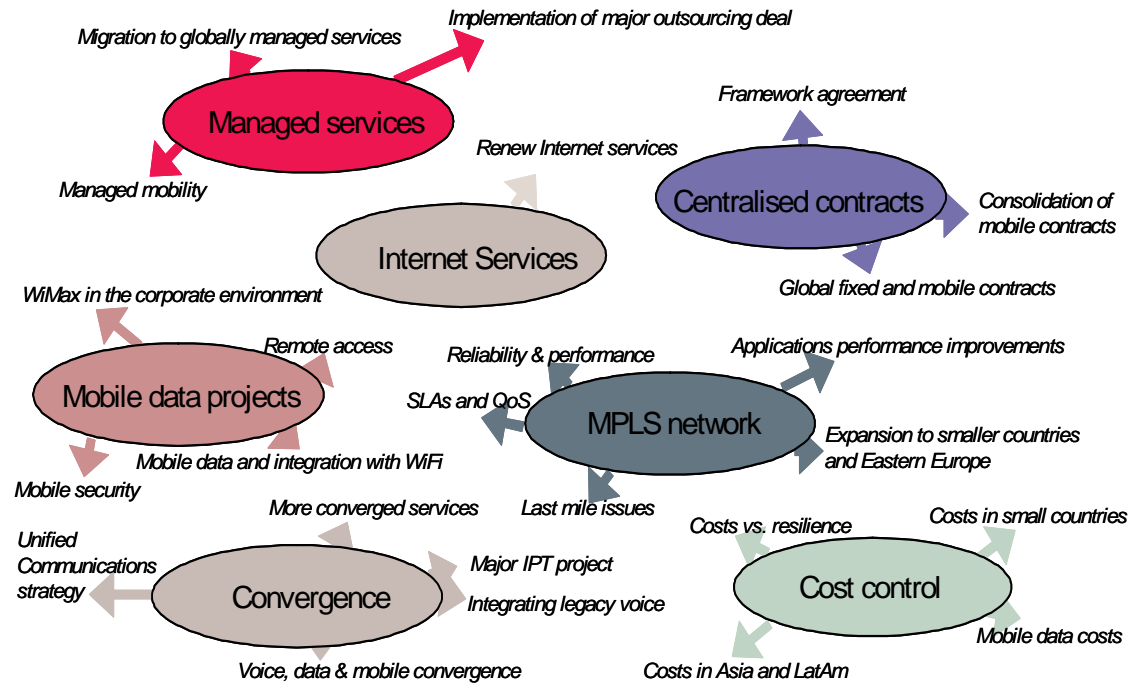 Implementation of major outsourcing deal
Migration to globally managed services
Managed services
Managed mobility
Framework agreement
Renew Internet services
Centralised contracts
Consolidation of
mobile contracts
Global fixed and mobile contracts
Internet Services
WiMax in the corporate environment
Remote access
Mobile data projects
Mobile data and integration with WiFi
Mobile security
Reliability & performance
Applications performance improvements
SLAs and QoS
MPLS network
Expansion to smaller countries
and Eastern Europe
Last mile issues
More converged services
Unified
Communications
strategy
Convergence
Major IPT project
Integrating legacy voice
Voice, data & mobile convergence
Costs vs. resilience
Costs in small countries
Cost control
Mobile data costs
Costs in Asia and LatAm